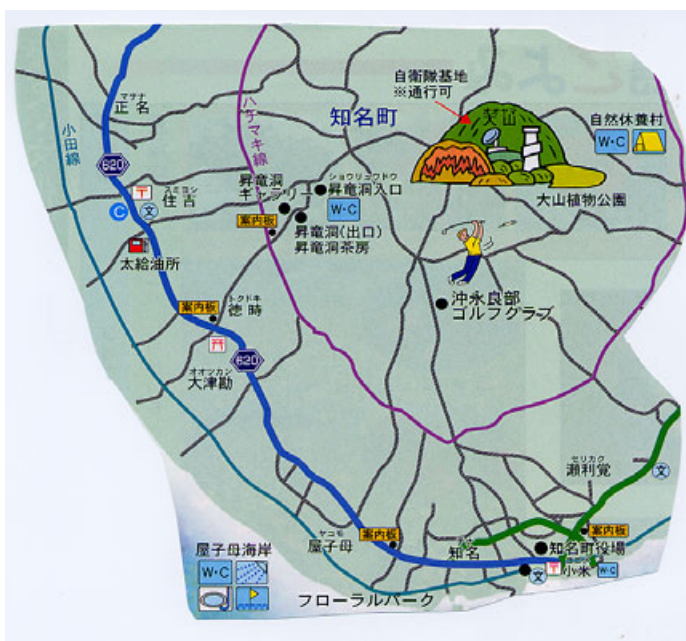 自衛隊基地
※通行可
大山
自然休養村
W・C
大山植物公園
マサナ
正名
知名町
ハチマキ線
小田線
620
スミヨシ
住吉
〒
C
文
太給油所
ショウリュウドウ
昇竜洞入口
昇竜洞
ギャラリー
W・C
案内板
昇竜洞(出口)
昇竜洞茶房
沖永良部
ゴルフクラブ
案内板
トクドキ
徳時
620
オオツカン
大津勘
セリカク
瀬利覚
文
屋子母海岸
W・C
ヤコモ
屋子母
案内板
知名
案内板
知名町役場
〒
小米
W・C
文
フローラルパーク